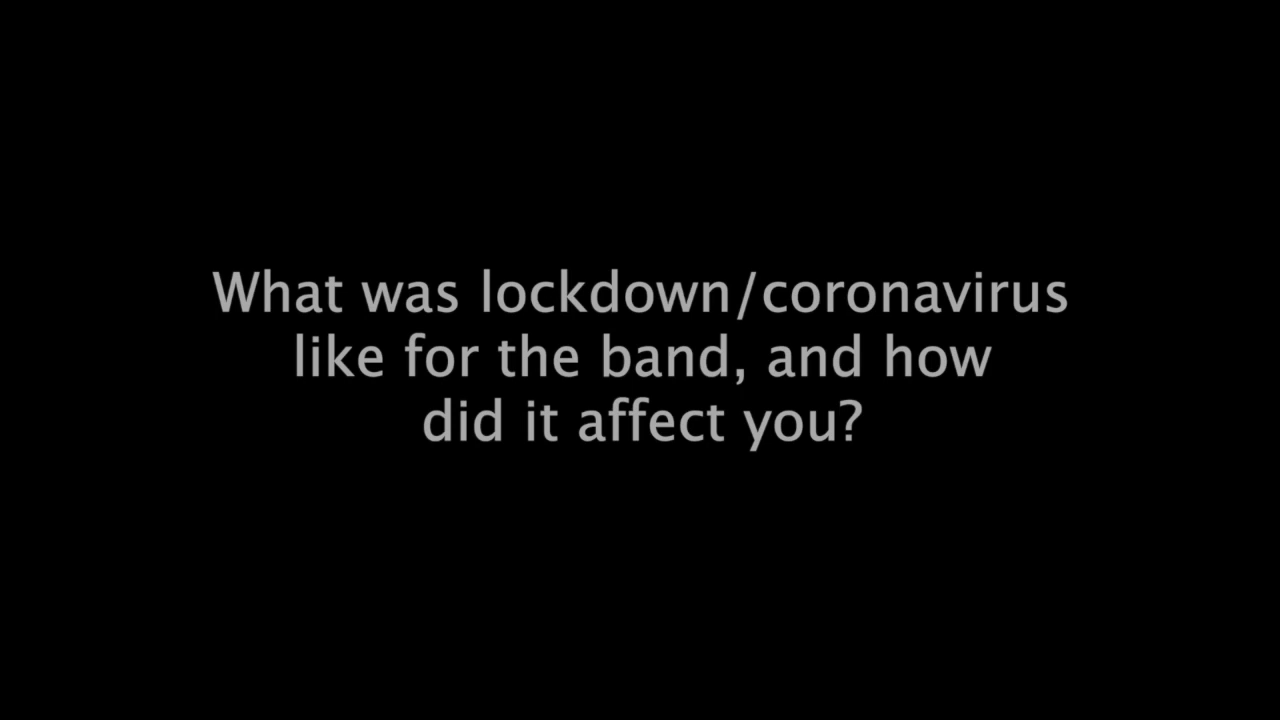 What was lockdown/coronavirus
like for the band, and how
did it affect you?